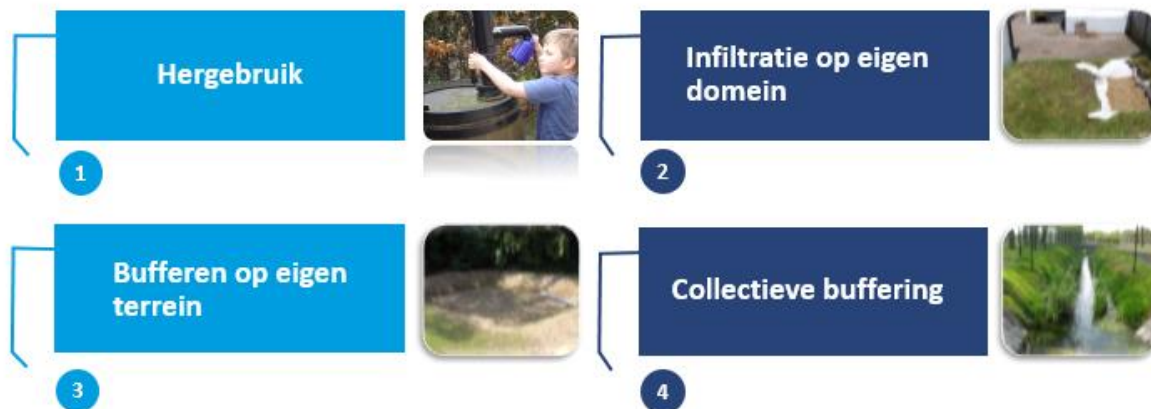 Hergebruik
1
Infiltratie op eigen
domein
2
Bufferen op eigen
terrein
3
Collectieve buffering
4